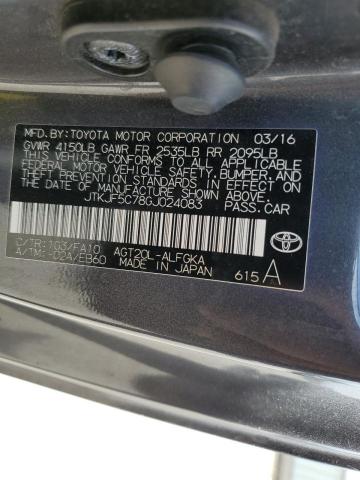 MFD. BY:TOYOTA MOTOR CORPORATION 03/16
GVWR 4150LB GAWR FR 2535LB RR 2095LB
THIS VEHICLE CONFORMS TO ALL APPLICABLE
FEDERAL MOTOR VEHICLE SAFETY, BUMPER, AND
THEFT PREVENTION STANDARDS IN EFFECT ON
THE DATE OF MANUFACTURE SHOWN ABOVE.
JTKJF5C78GJ024083 PASS.CAR
C/TR:1G3/FA10 AGT20L-ALFGKA
A/TM:-02A/EB60 MADE IN JAPAN
615A
TOYOTA